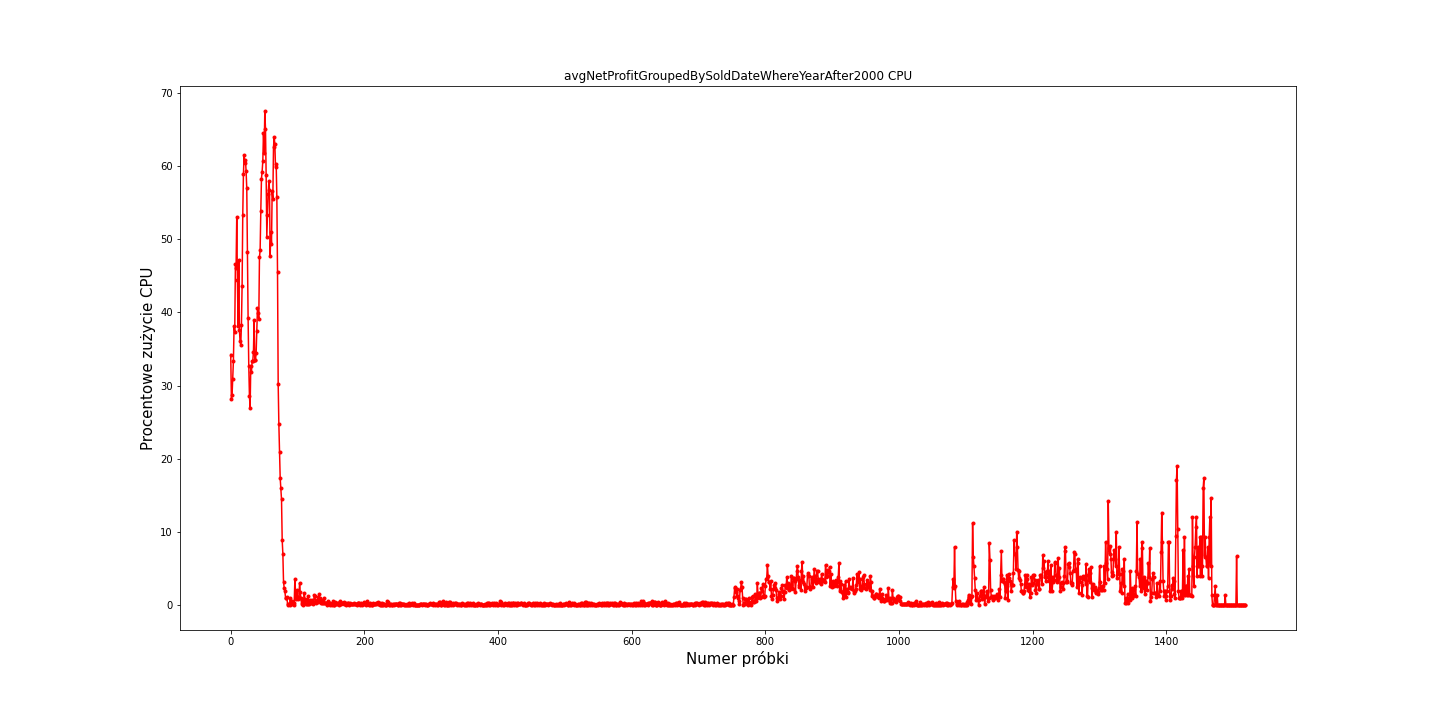 avgNetProfitGroupedBySoldDateWhereYearAfter2000 CPU
70
60
50
40
30
20
10
0
Procentowe zużycie CPU
0 200 400 600 800 1000 1200 1400
Numer próbki